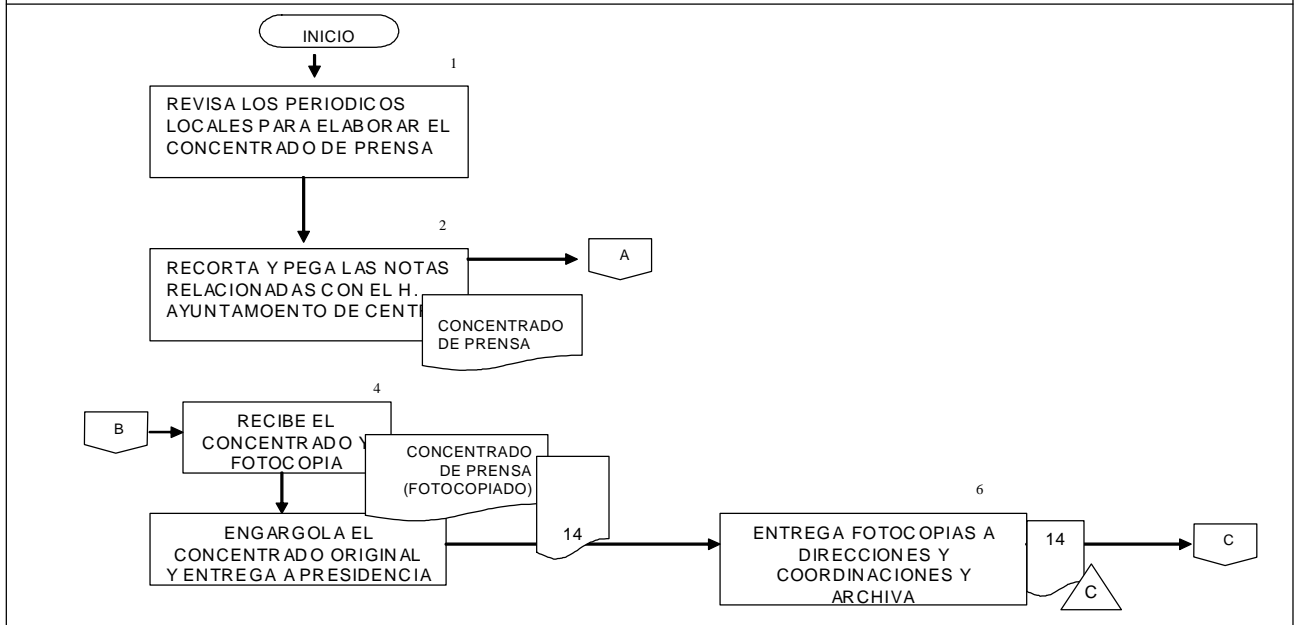 INICIO
1
REVISA LOS PERIODICOS
LOCALES PARA ELABORAR EL
CONCENTRADO DE PRENSA
2
RECORTA Y PEGA LAS NOTAS
RELACIONADAS CON EL H.
AYUNTAMOENTO DE CENT
A
CONCENTRADO
DE PRENSA
4
B
RECIBE EL
CONCENTRADO Y
FOTOCOPIA
CONCENTRADO
DE PRENSA
(FOTOCOPIADO)
14
ENGARGOLA EL
CONCENTRADO ORIGINAL
Y ENTREGA A PRESIDENCIA
6
ENTREGA FOTOCOPIAS A
DIRECCIONES Y
COORDINACIONES Y
ARCHIVA
14
C
C